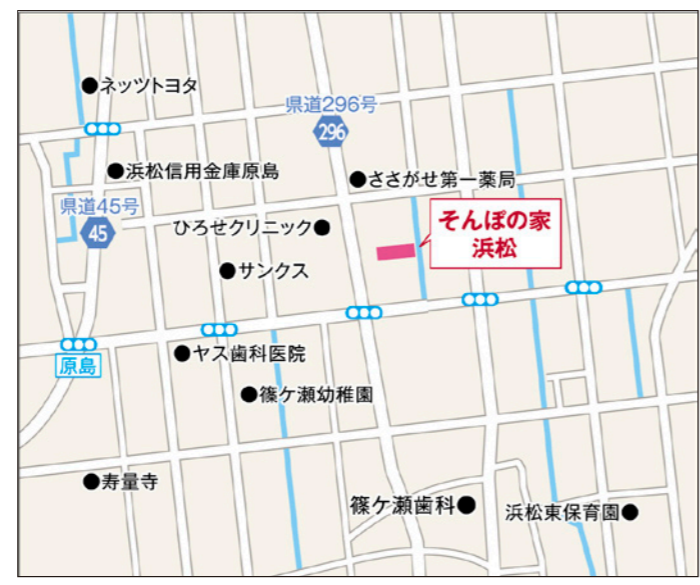 ネッツトヨタ
県道296号
296
浜松信用金庫原島
ささがせ第一薬局
県道45号
45
ひろせクリニック
そんぽの家
浜松
サンクス
原島
ヤス歯科医院
篠ケ瀬幼稚園
寿量寺
篠ケ瀬歯科
浜松東保育園